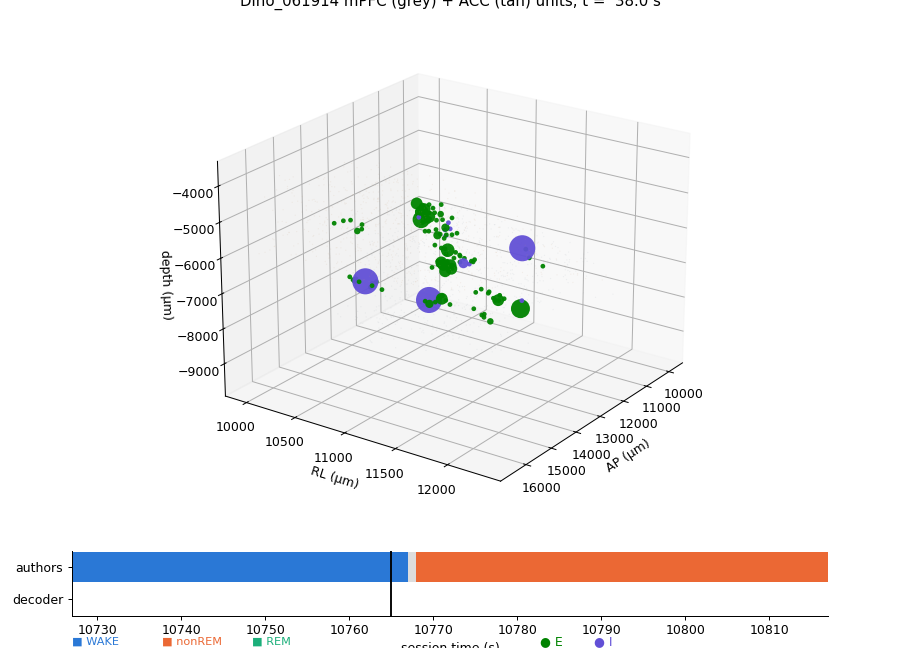 Dino_061914 mPFC (grey) + ACC (tan) units, t = 38.0 s
−4000
−5000
−6000
−7000
−8000
−9000
depth (μm)
10000
10500
11000
11500
12000
RL (μm)
10000
11000
12000
13000
14000
15000
16000
AP (μm)
authors
decoder
10730
10740
10750
10760
10770
10780
10790
10800
10810
session time (s)
WAKE
nonREM
REM
E
I